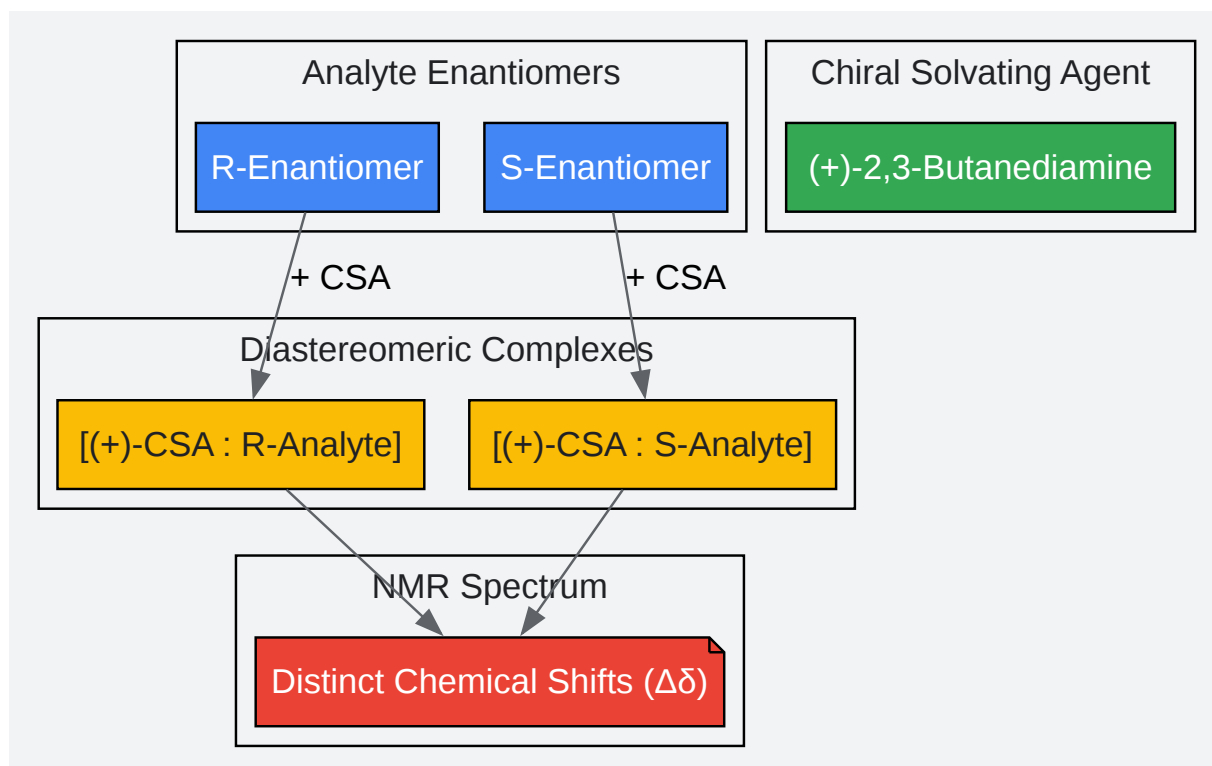 Analyte Enantiomers
Chiral Solvating Agent
R-Enantiomer
S-Enantiomer
(+)-2,3-Butanediamine
+ CSA
+ CSA
Diastereomeric Complexes
[(+)-CSA : R-Analyte]
[(+)-CSA : S-Analyte]
NMR Spectrum
Distinct Chemical Shifts (Δδ)